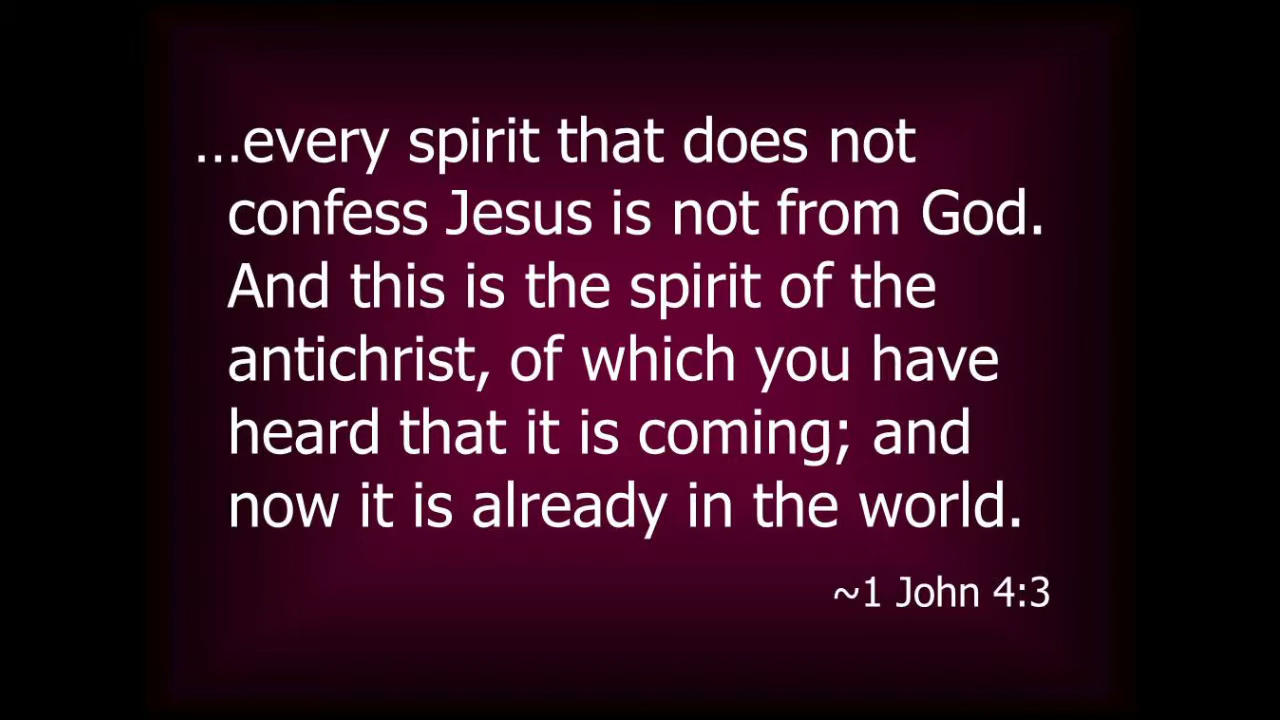 ...every spirit that does not
confess Jesus is not from God.
And this is the spirit of the
antichrist, of which you have
heard that it is coming; and
now it is already in the world.
~1 John 4:3